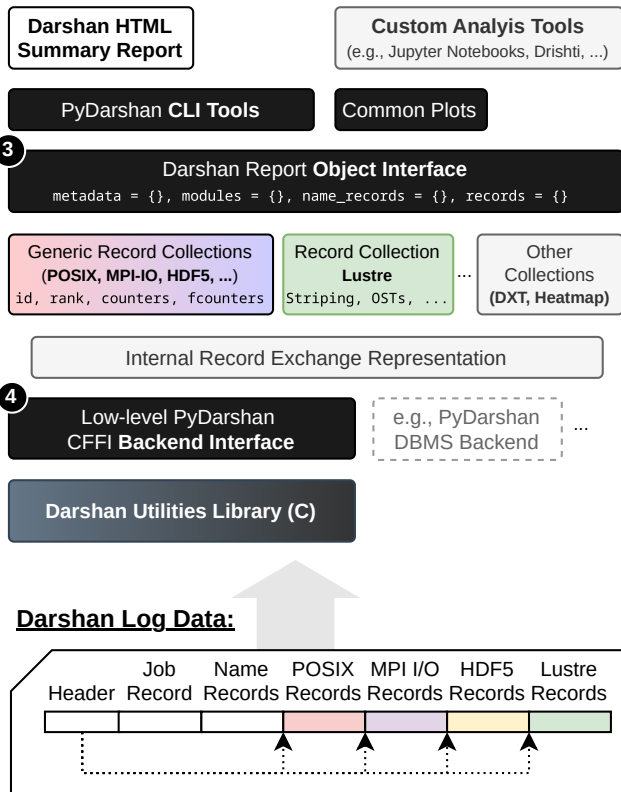 Darshan HTML
Summary Report
Custom Analyis Tools
(e.g., Jupyter Notebooks, Drishti, ...)
PyDarshan CLI Tools
Common Plots
3
Darshan Report Object Interface
metadata = {}, modules = {}, name_records = {}, records = {}
Generic Record Collections
(POSIX, MPI-IO, HDF5, ...)
id, rank, counters, fcounters
Record Collection
Lustre
Striping, OSTs, ...
...
Other
Collections
(DXT, Heatmap)
Internal Record Exchange Representation
4
Low-level PyDarshan
CFFI Backend Interface
e.g., PyDarshan
DBMS Backend
...
Darshan Utilities Library (C)
Darshan Log Data:
Header
Job
Record
Name
Records
POSIX
Records
MPI I/O
Records
HDF5
Records
Lustre
Records